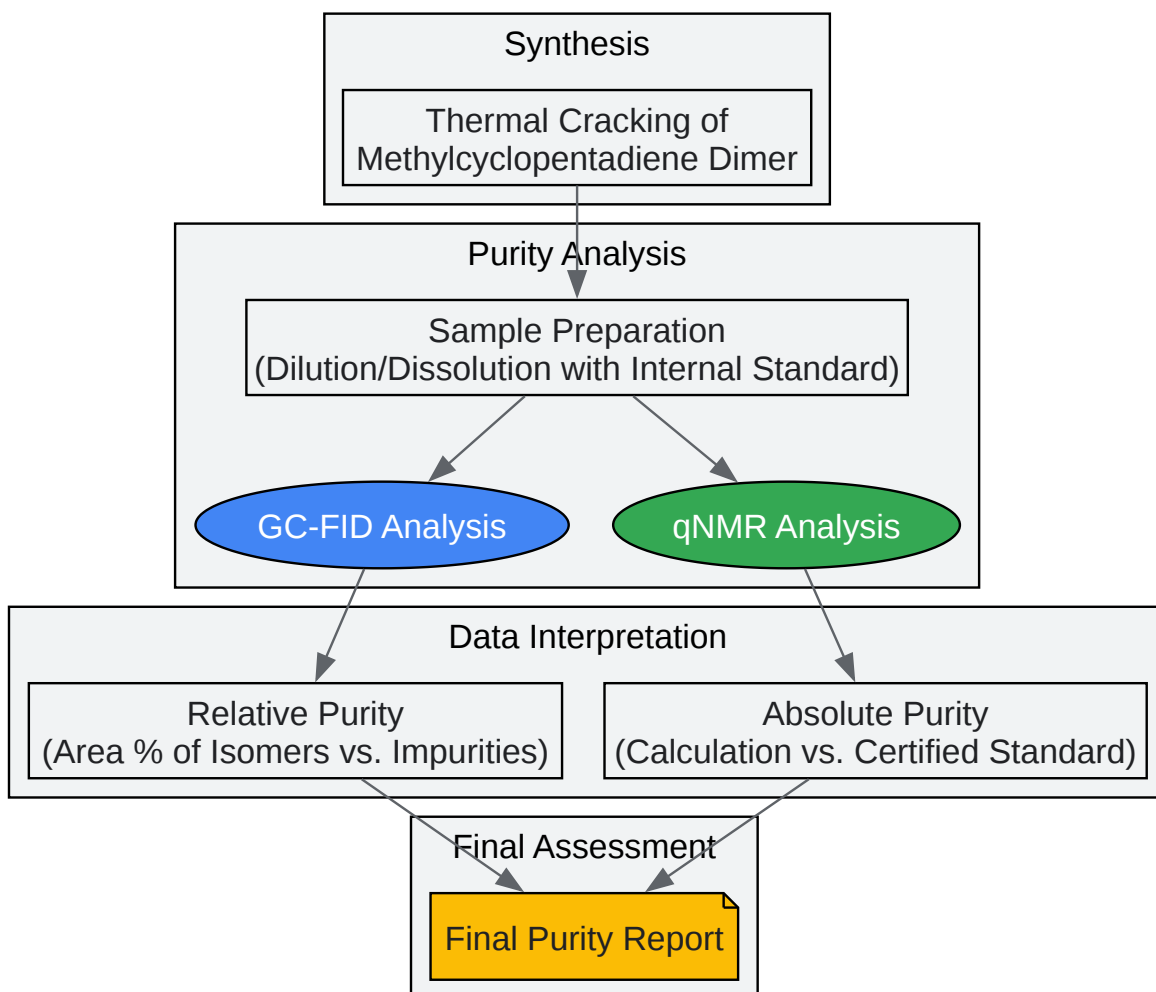 Synthesis
Thermal Cracking of
Methylcyclopentadiene Dimer
Purity Analysis
Sample Preparation
(Dilution/Dissolution with Internal Standard)
GC-FID Analysis
qNMR Analysis
Data Interpretation
Relative Purity
(Area % of Isomers vs. Impurities)
Absolute Purity
(Calculation vs. Certified Standard)
Final Assessment
Final Purity Report